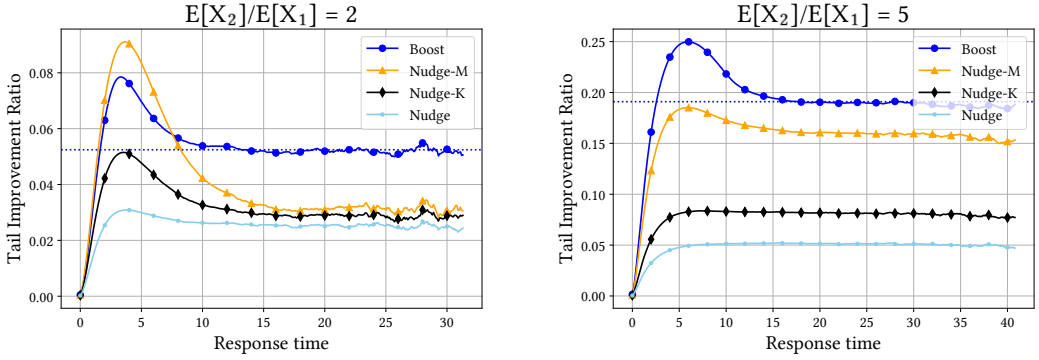 E[X₂]/E[X₁] = 2
Tail Improvement Ratio
0.08
0.06
0.04
0.02
0.00
Boost
Nudge-M
Nudge-K
Nudge
0 5 10 15 20 25 30
Response time
E[X₂]/E[X₁] = 5
Tail Improvement Ratio
0.25
0.20
0.15
0.10
0.05
0.00
Boost
Nudge-M
Nudge-K
Nudge
0 5 10 15 20 25 30 35 40
Response time